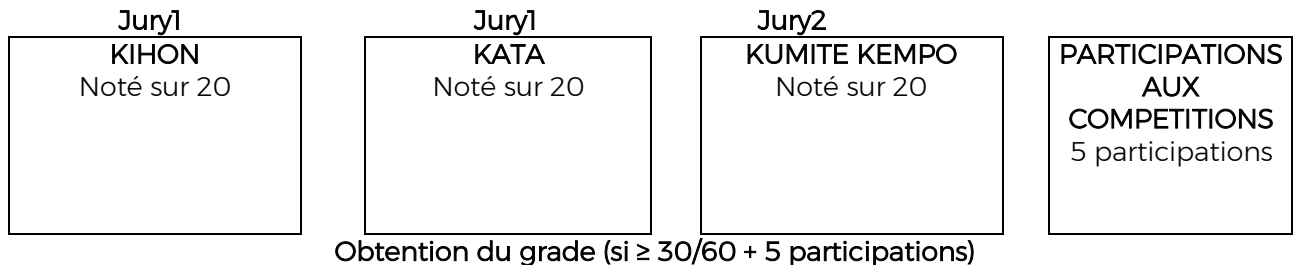 Jury1
KIHON
Noté sur 20
Jury1
KATA
Noté sur 20
Jury2
KUMITE KEMPO
Noté sur 20
PARTICIPATIONS
AUX
COMPETITIONS
5 participations
Obtention du grade (si ≥ 30/60 + 5 participations)